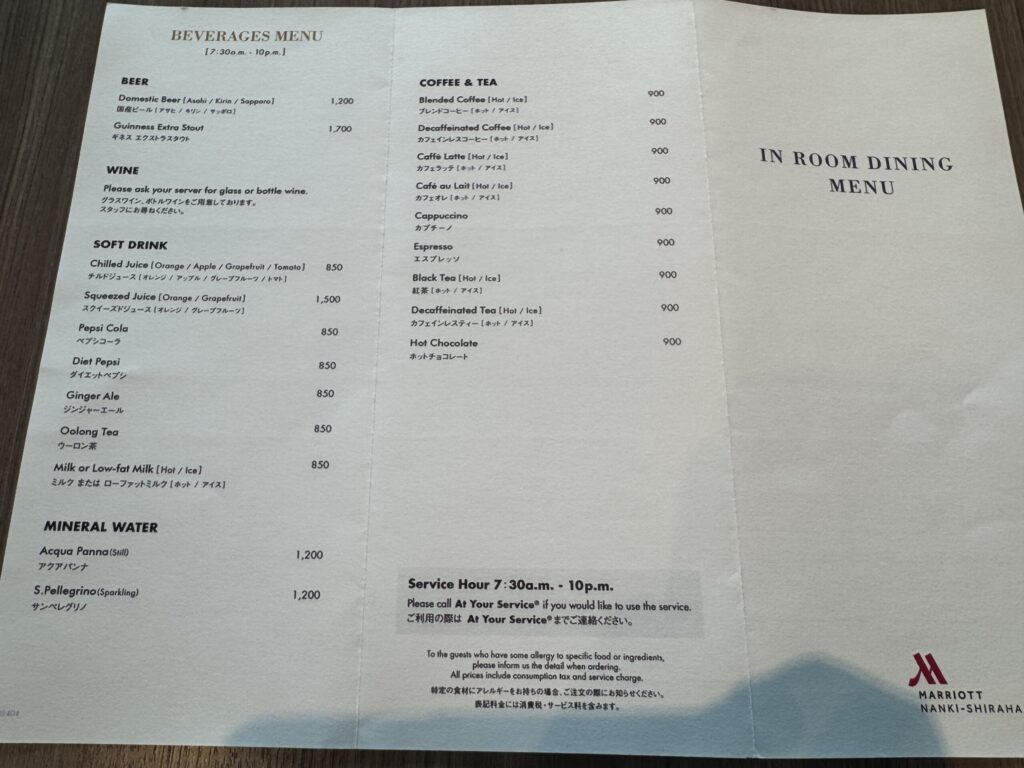 BEVERAGES MENU
[7:30a.m. - 10p.m.]
BEER
Domestic Beer [Asahi / Kirin / Sapporo] 1,200
国産ビール [アサヒ / キリン / サッポロ]
Guinness Extra Stout 1,700
ギネス エクストラスタウト
WINE
Please ask your server for glass or bottle wine.
グラスワイン、ボトルワインをご用意しております。
スタッフにお尋ねください。
SOFT DRINK
Chilled Juice [Orange / Apple / Grapefruit / Tomato] 850
チルドジュース [オレンジ / アップル / グレープフルーツ / トマト]
Squeezed Juice [Orange / Grapefruit] 1,500
スクイーズドジュース [オレンジ / グレープフルーツ]
Pepsi Cola 850
ペプシコーラ
Diet Pepsi 850
ダイエットペプシ
Ginger Ale 850
ジンジャーエール
Oolong Tea 850
ウーロン茶
Milk or Low-fat Milk [Hot / Ice] 850
ミルク または ローファットミルク [ホット / アイス]
MINERAL WATER
Acqua Panna (Still) 1,200
アクアパンナ
S.Pellegrino (Sparkling) 1,200
サンペレグリノ
COFFEE & TEA
Blended Coffee [Hot / Ice] 900
ブレンドコーヒー [ホット / アイス]
Decaffeinated Coffee [Hot / Ice] 900
カフェインレスコーヒー [ホット / アイス]
Caffè Latte [Hot / Ice] 900
カフェラッテ [ホット / アイス]
Café au Lait [Hot / Ice] 900
カフェオレ [ホット / アイス]
Cappuccino 900
カプチーノ
Espresso 900
エスプレッソ
Black Tea [Hot / Ice] 900
紅茶 [ホット / アイス]
Decaffeinated Tea [Hot / Ice] 900
カフェインレスティー [ホット / アイス]
Hot Chocolate 900
ホットチョコレート
Service Hour 7:30a.m. - 10p.m.
Please call At Your Service® if you would like to use the service.
ご利用の際は At Your Service® までご連絡ください。
To the guests who have some allergy to specific food or ingredients,
please inform us the detail when ordering.
All prices include consumption tax and service charge.
特定の食材にアレルギーをお持ちの場合、ご注文の際にお知らせください。
表記料金には消費税・サービス料を含みます。
IN ROOM DINING
MENU
MARRIOTT
NANKI-SHIRAHA